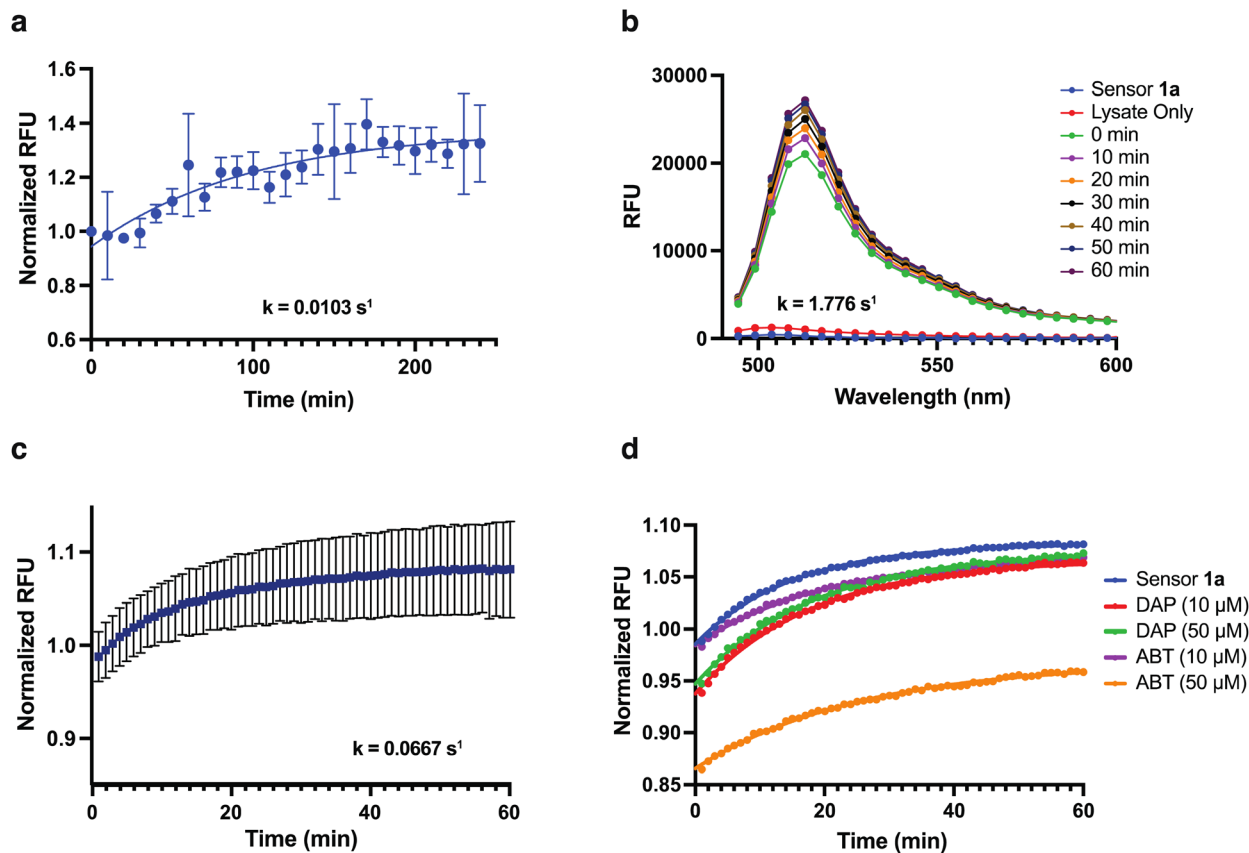 a
1.6
1.4
1.2
1.0
0.8
0.6
Normalized RFU
k = 0.0103 s¹
0
100
200
Time (min)
b
30000
20000
10000
0
RFU
k = 1.776 s¹
500
550
600
Wavelength (nm)
Sensor 1a
Lysate Only
0 min
10 min
20 min
30 min
40 min
50 min
60 min
c
1.1
1.0
0.9
Normalized RFU
k = 0.0667 s¹
0
20
40
60
Time (min)
d
1.10
1.05
1.00
0.95
0.90
0.85
Normalized RFU
0
20
40
60
Time (min)
Sensor 1a
DAP (10 µM)
DAP (50 µM)
ABT (10 µM)
ABT (50 µM)